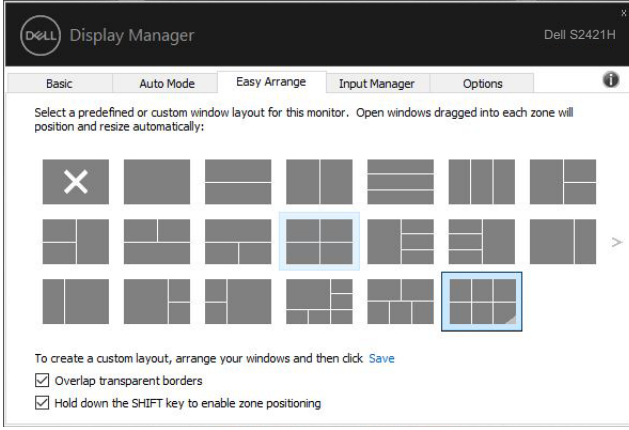 DELL Display Manager
x
Dell S2421H
Basic Auto Mode Easy Arrange Input Manager Options
Select a predefined or custom window layout for this monitor. Open windows dragged into each zone will
position and resize automatically:
>
To create a custom layout, arrange your windows and then click Save
Overlap transparent borders
Hold down the SHIFT key to enable zone positioning